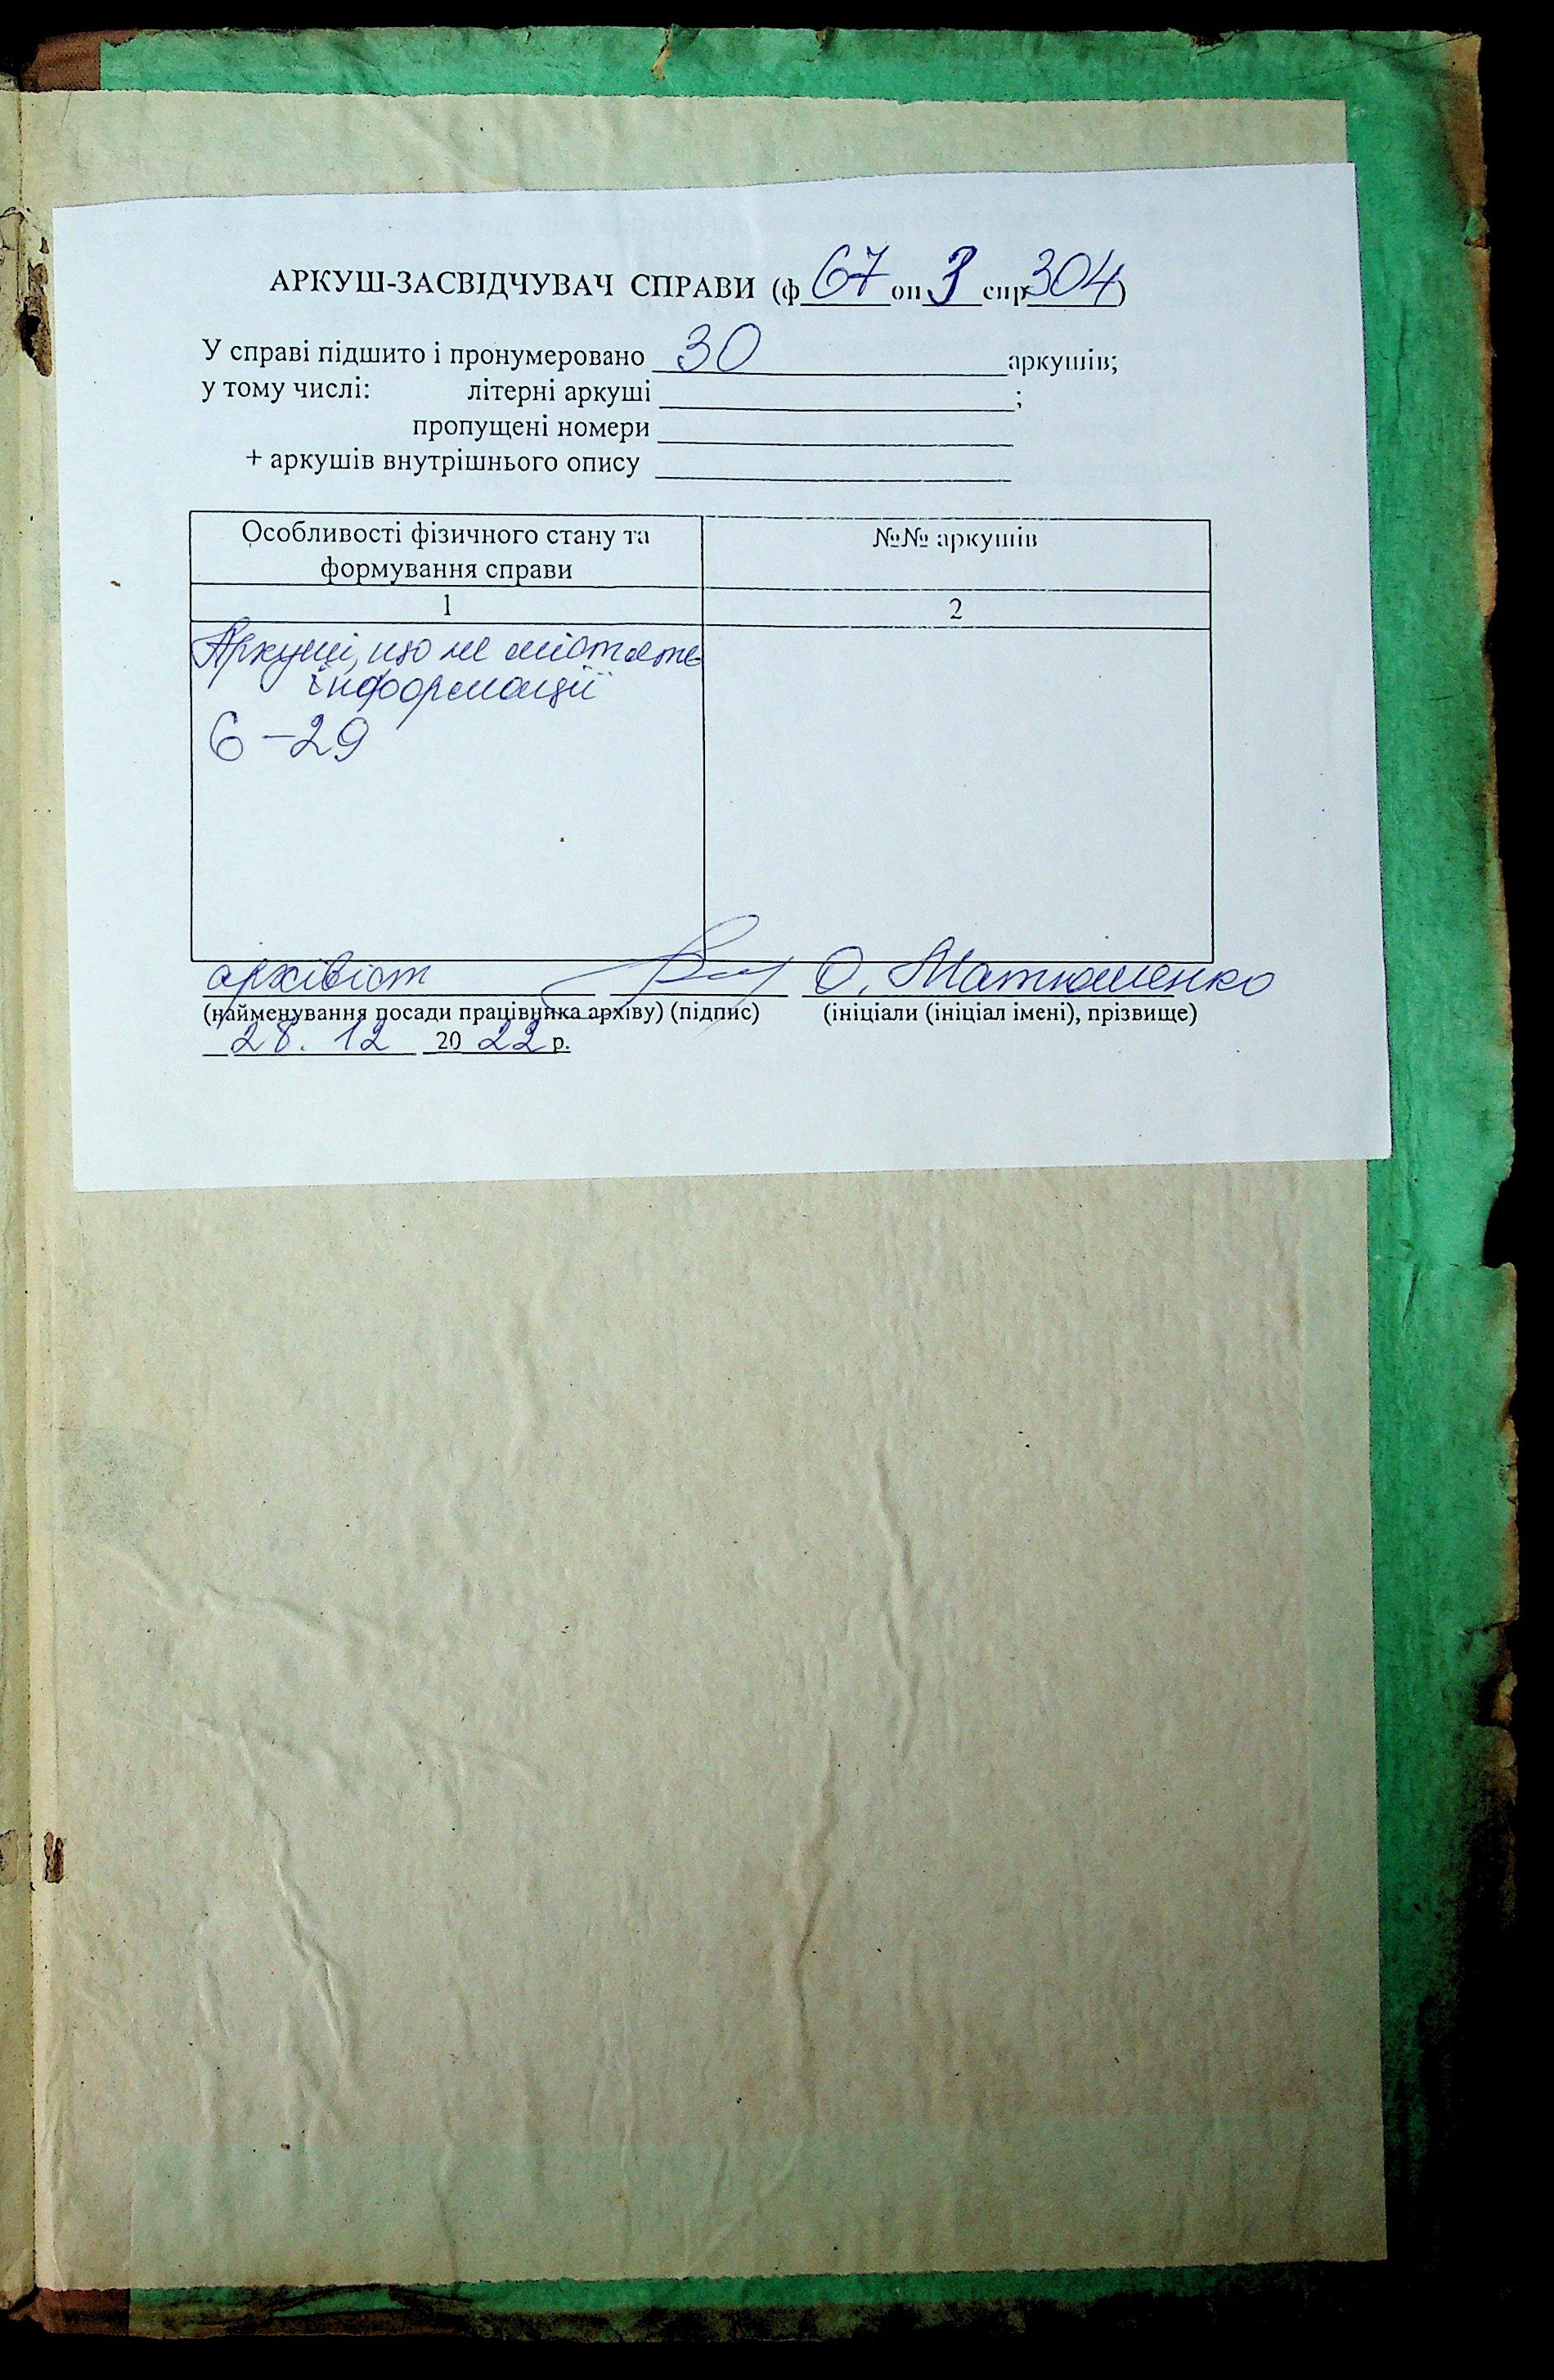 АРКУШ-ЗАСВІДЧУВАЧ СПРАВИ (ф 67 оп 3 спр 304)
У справі підшито і пронумеровано 30 аркушів;
у тому числі: літерні аркуші ;
пропущені номери
+ аркушів внутрішнього опису
Особливості фізичного стану та формування справи
№№ аркушів
1
2
Аркуші, що не містять
інформації
6-29
архівіст О. Матюшенко
(найменування посади працівника архіву) (підпис) (ініціали (ініціал імені), прізвище)
28. 12 2022 р.